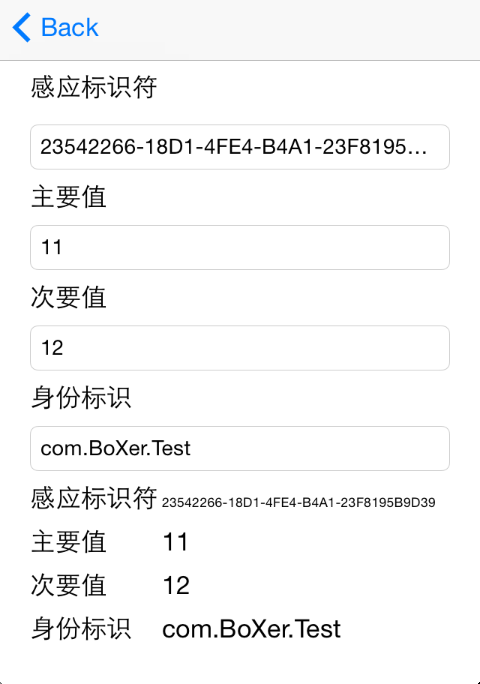 Back
感应标识符
23542266-18D1-4FE4-B4A1-23F8195...
主要值
11
次要值
12
身份标识
com.BoXer.Test
感应标识符 23542266-18D1-4FE4-B4A1-23F8195B9D39
主要值 11
次要值 12
身份标识 com.BoXer.Test